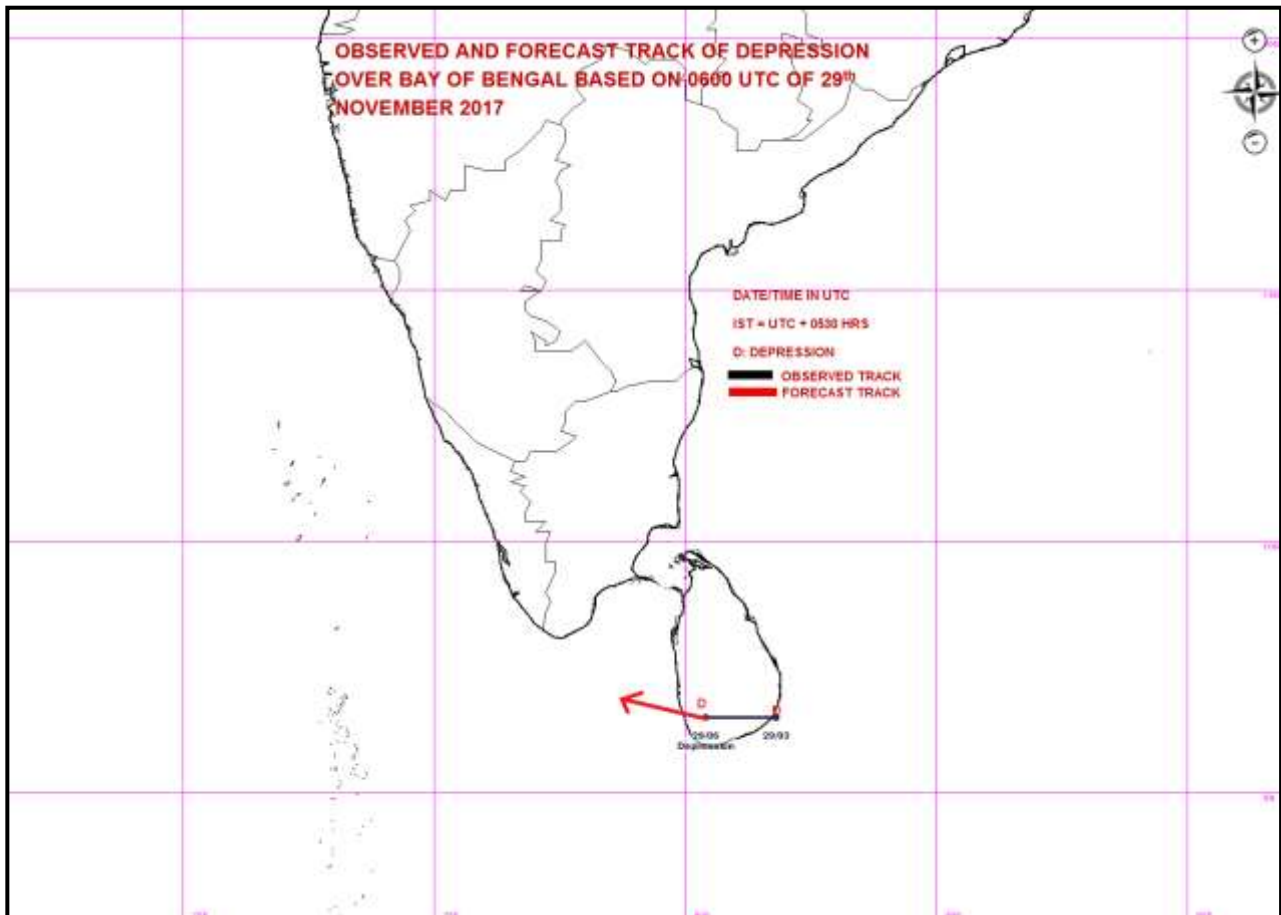 OBSERVED AND FORECAST TRACK OF DEPRESSION
OVER BAY OF BENGAL BASED ON 0600 UTC OF 29th
NOVEMBER 2017
DATE/TIME IN UTC
IST = UTC + 0530 HRS
D: DEPRESSION
OBSERVED TRACK
FORECAST TRACK
D
29/06 29/03